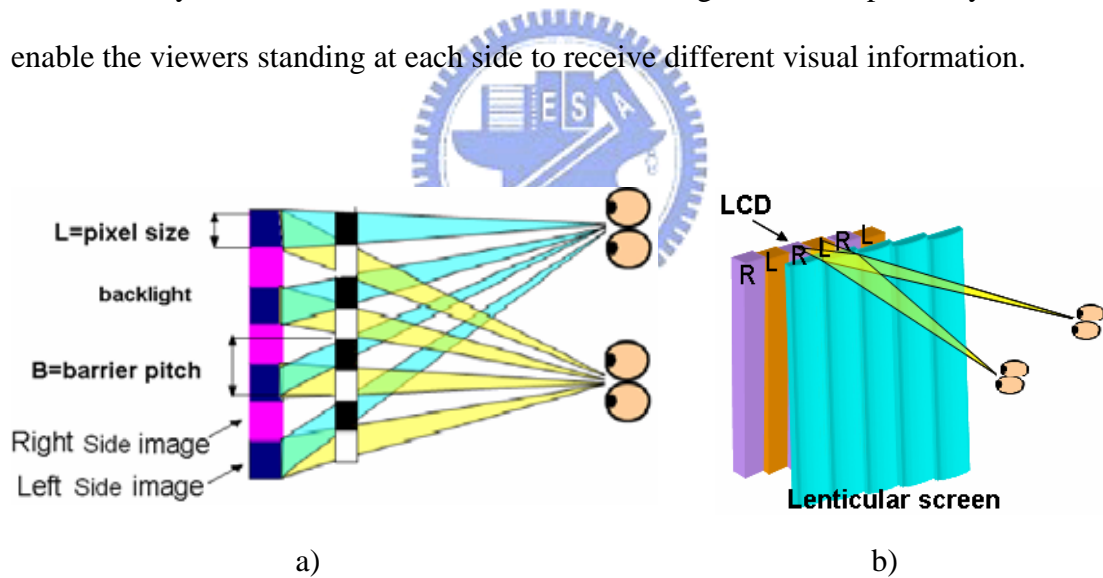 enable the viewers standing at each side to receive different visual information.
E S A
L=pixel size
backlight
B=barrier pitch
Right Side image
Left Side image
LCD
R L R L R L
Lenticular screen
a)
b)